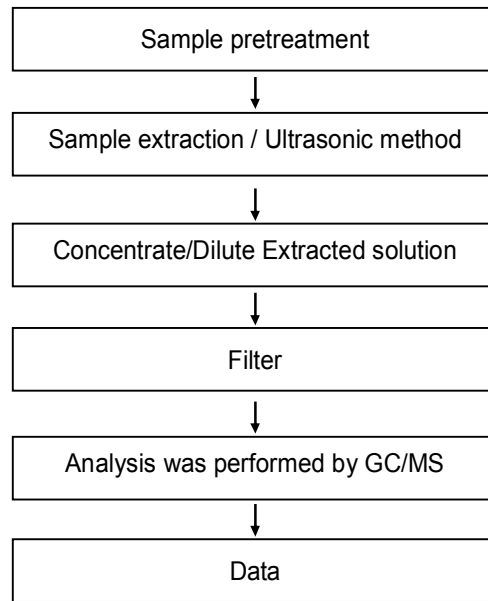 Sample pretreatment
Sample extraction / Ultrasonic method
Concentrate/Dilute Extracted solution
Filter
Analysis was performed by GC/MS
Data